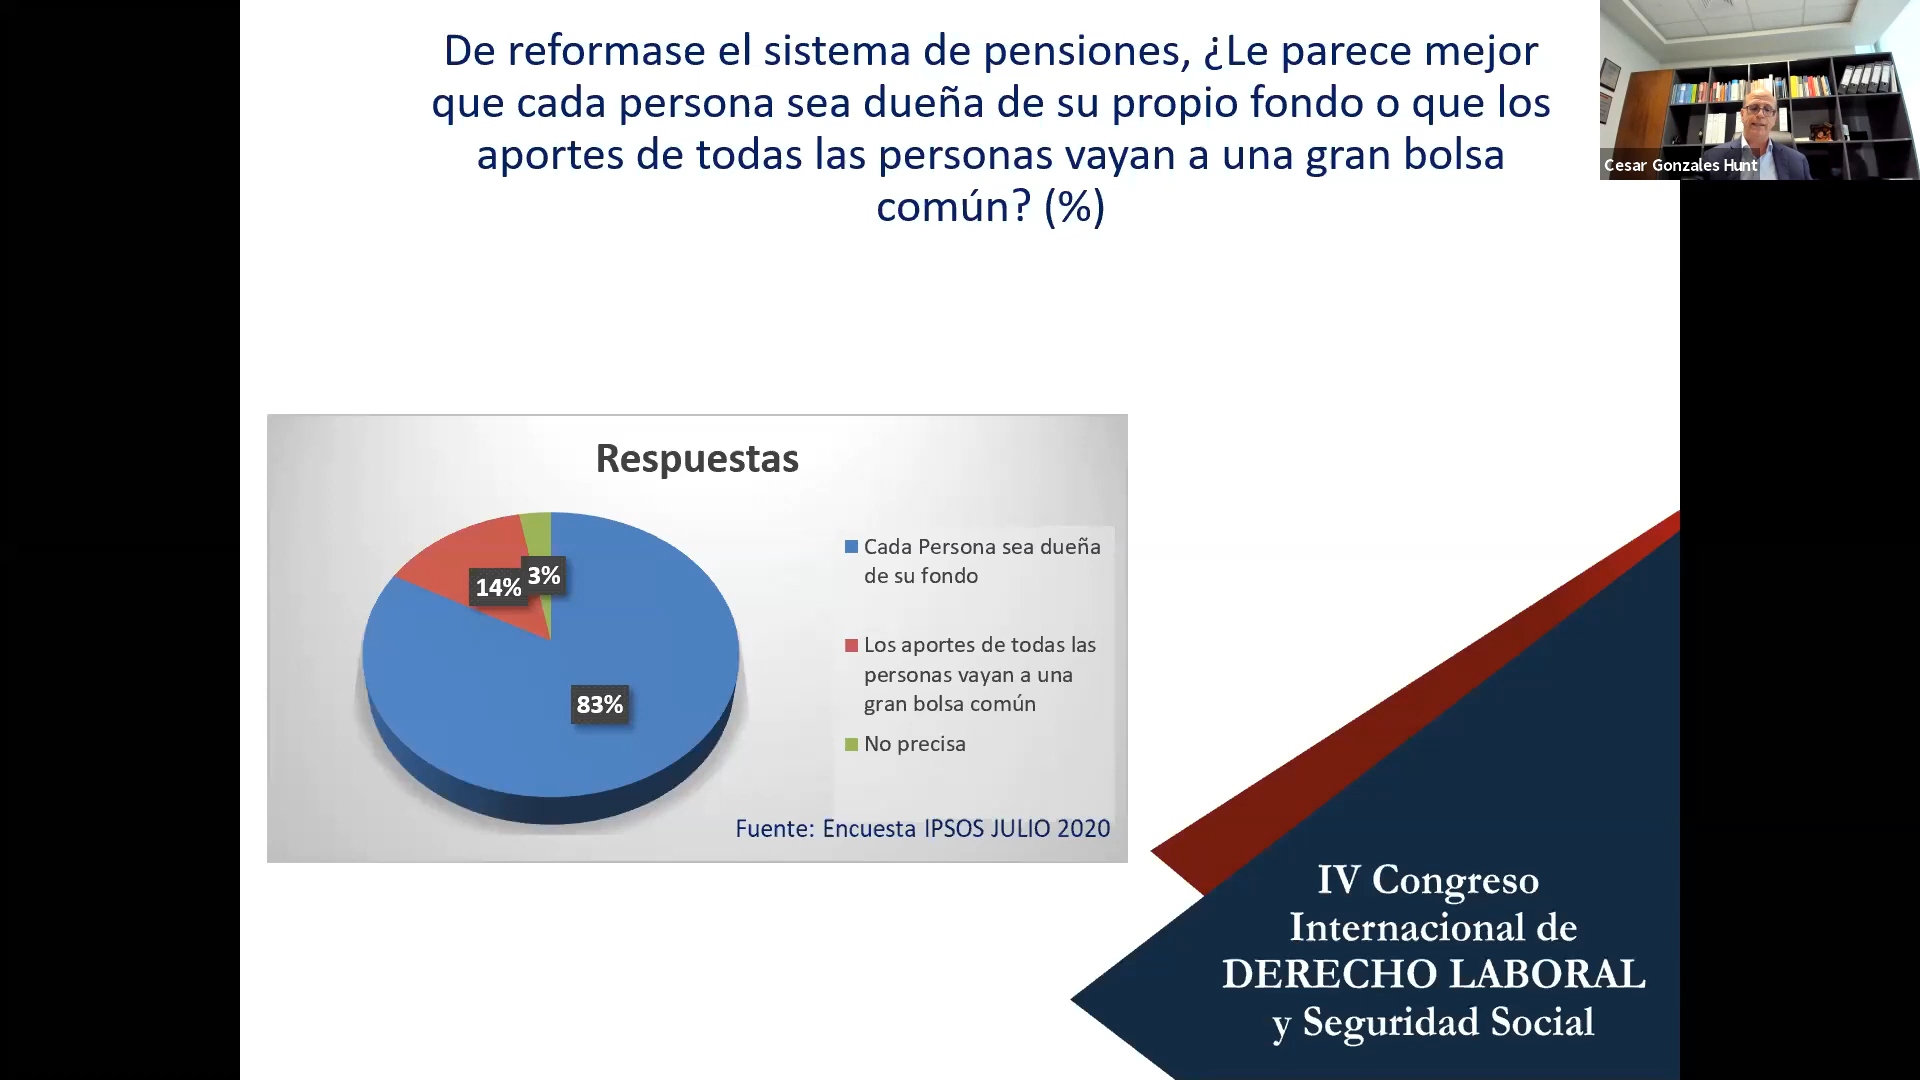 De reformase el sistema de pensiones, ¿Le parece mejor
que cada persona sea dueña de su propio fondo o que los
aportes de todas las personas vayan a una gran bolsa
común? (%)
Cesar Gonzales Hunt
Respuestas
14%
3%
83%
Cada Persona sea dueña
de su fondo
Los aportes de todas las
personas vayan a una
gran bolsa común
No precisa
Fuente: Encuesta IPSOS JULIO 2020
IV Congreso
Internacional de
DERECHO LABORAL
y Seguridad Social